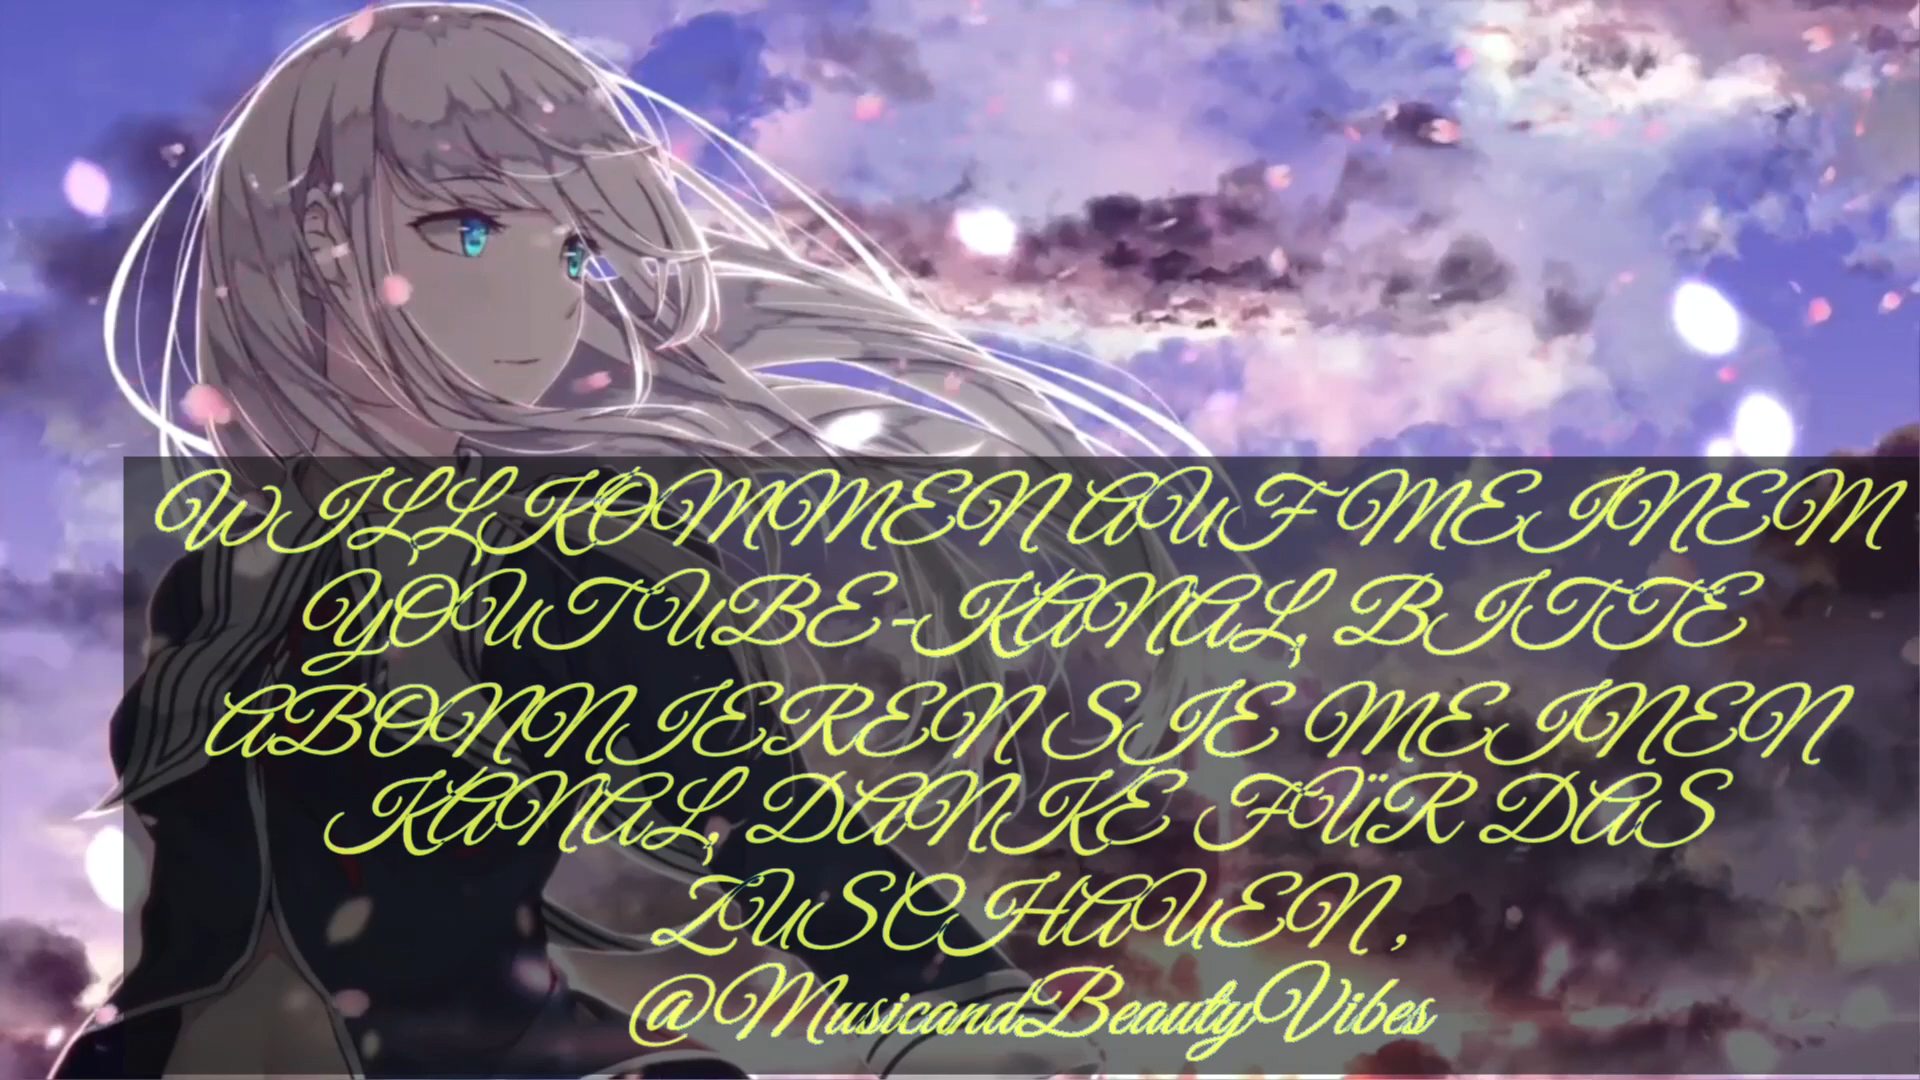 WILLKOMMEN AUF MEINEM
YOUTUBE-KANAL, BITTE
ABONNIEREN SIE MEINEN
KANAL, DANKE FÜR DAS
ZUSCHAUEN,
@MusicandBeautyVibes